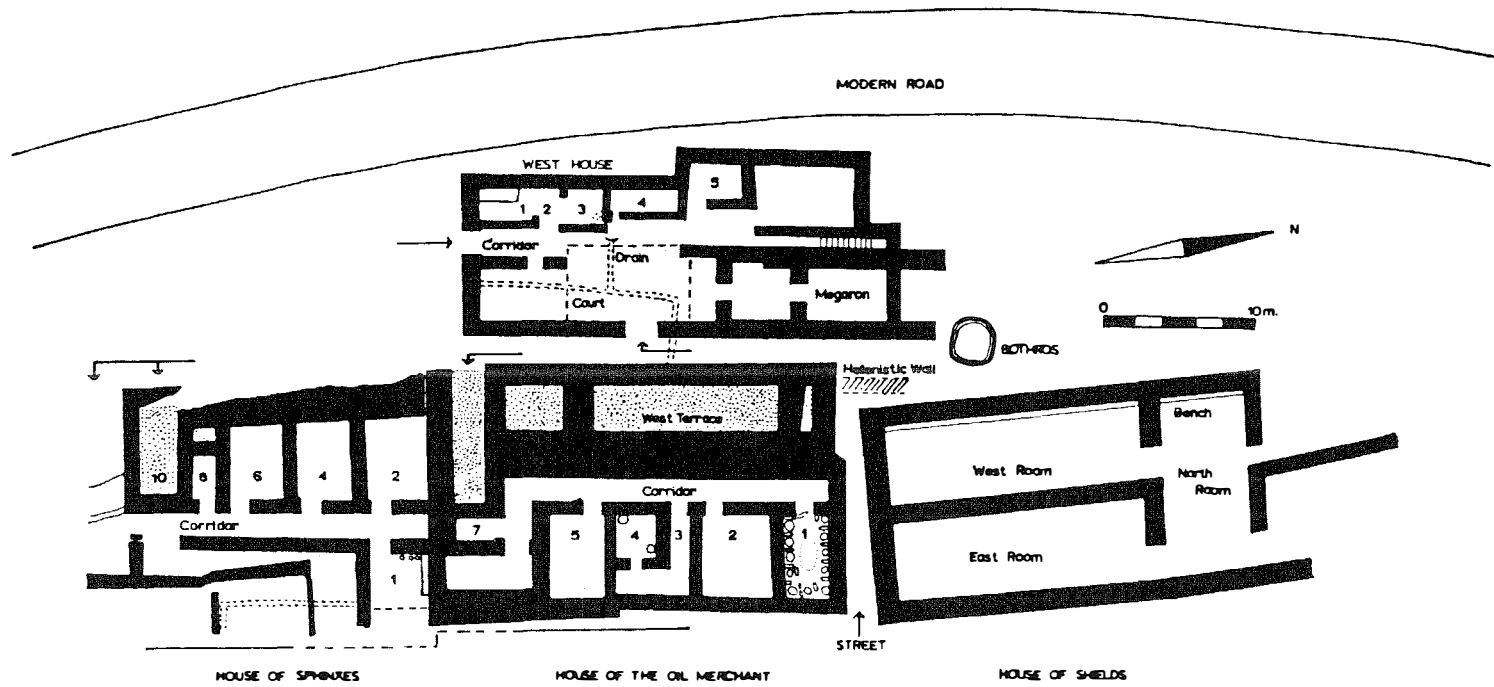 MODERN ROAD
WEST HOUSE
5
1 2 3 4
Corridor
Drain
N
Court
Megaron
0 10 m.
BOTHROS
Hellenistic Wall
West Terrace
Bench
10 8 6 4 2
West Room
North
Room
Corridor
Corridor
7 5 4 3 2 1
East Room
1
STREET
HOUSE OF SPHINXES
HOUSE OF THE OIL MERCHANT
HOUSE OF SHIELDS